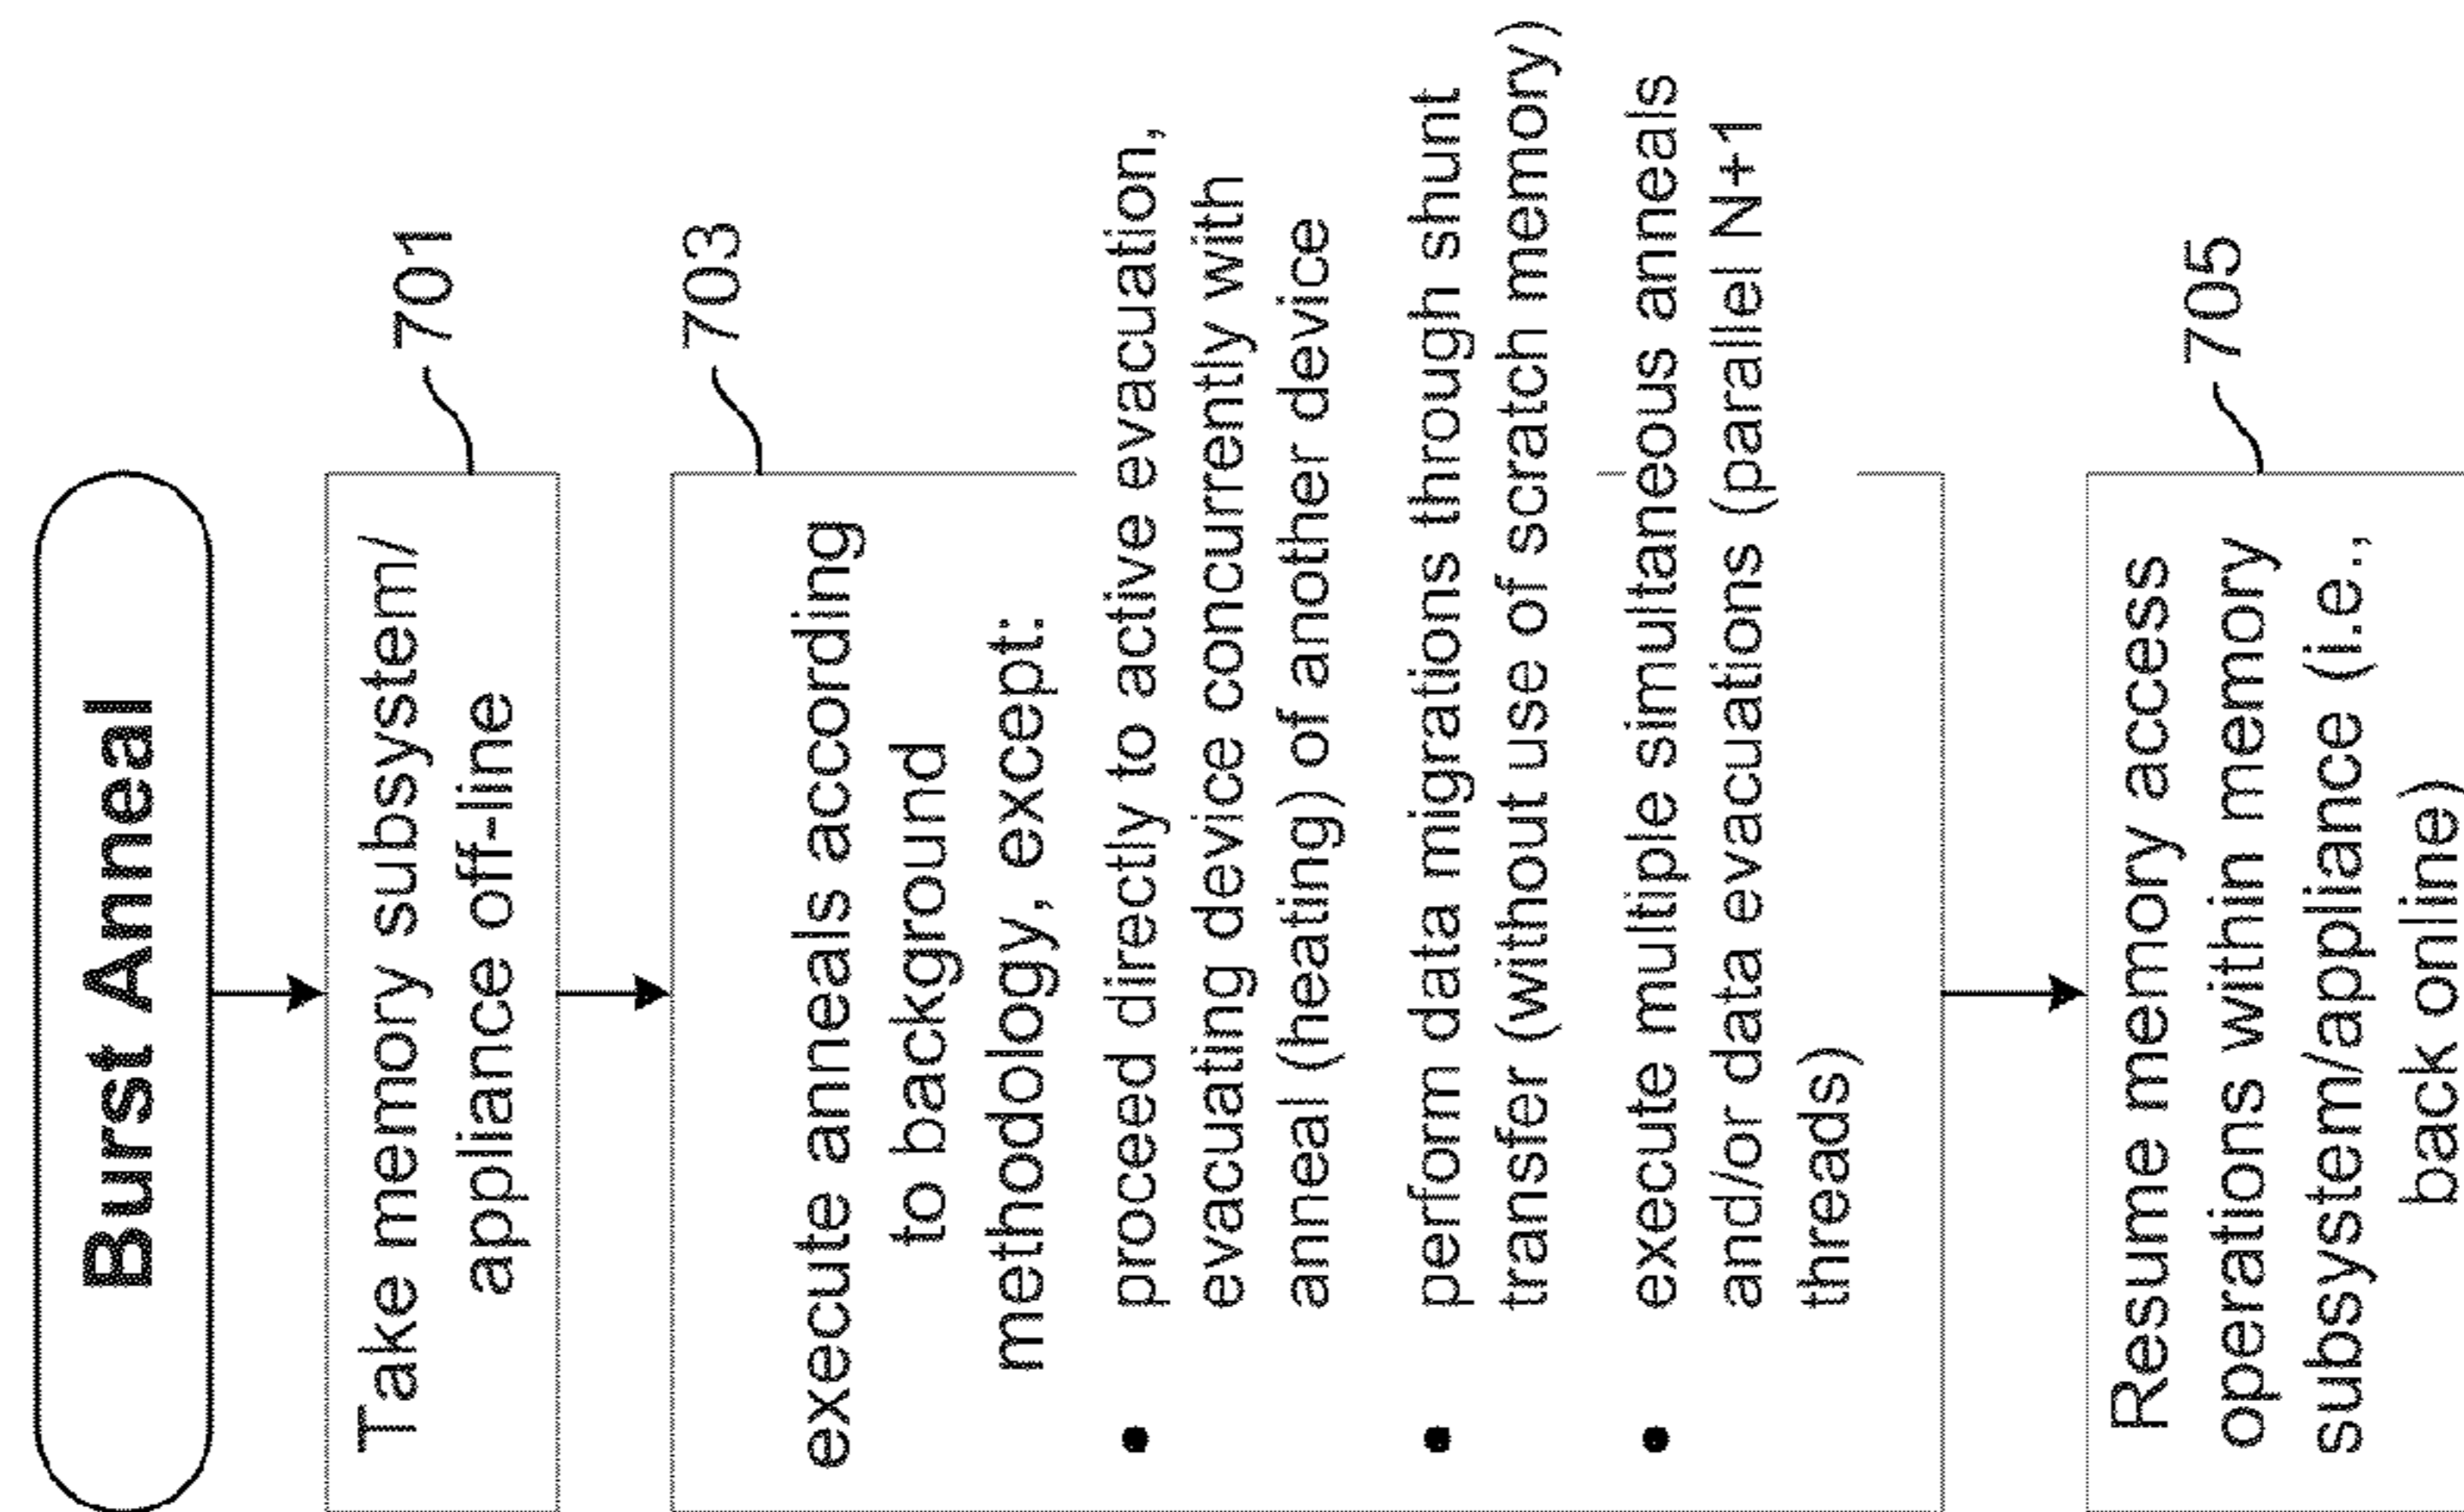 Burst Anneal
Take memory subsystem/
appliance off-line
701
execute anneals according
to background
methodology, except:
703
• proceed directly to active evacuation,
evacuating device concurrently with
anneal (heating) of another device
• perform data migrations through shunt
transfer (without use of scratch memory)
• execute multiple simultaneous anneals
and/or data evacuations (parallel N+1
threads)
Resume memory access
operations within memory
subsystem/appliance (i.e.,
back online)
705